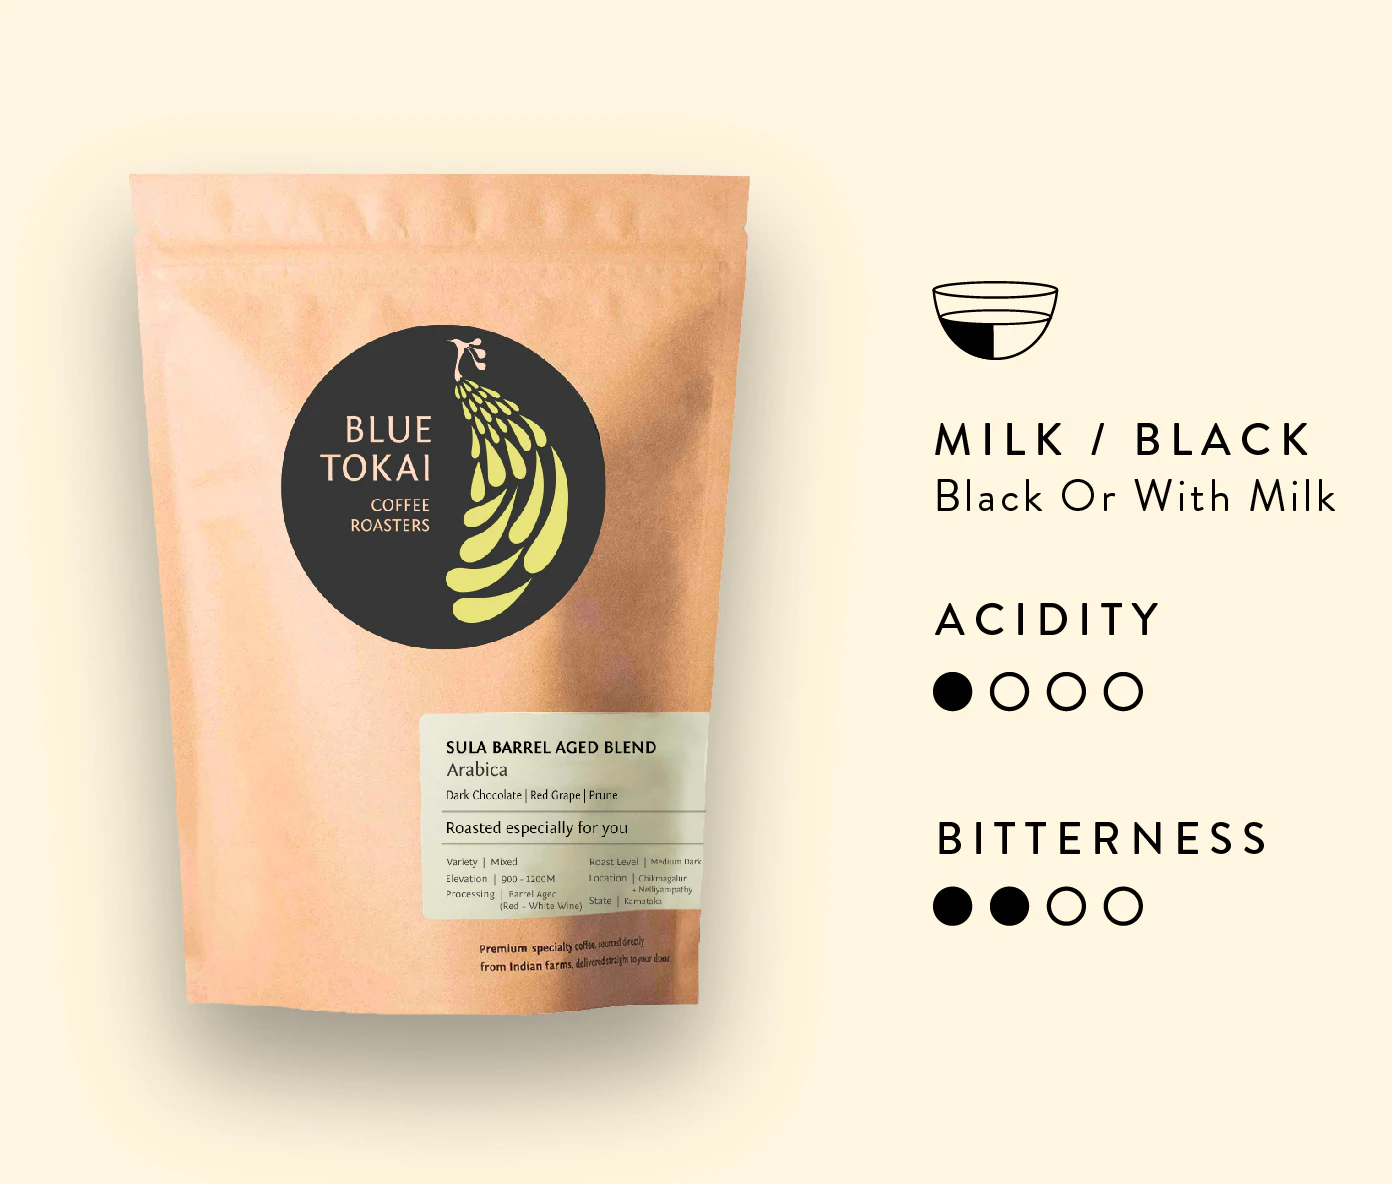 BLUE
TOKAI
COFFEE
ROASTERS
SULA BARREL AGED BLEND
Arabica
Dark Chocolate | Red Grape | Prune
Roasted especially for you
Variety | Mixed
Elevation | 900 - 1200M
Processing | Barrel Aged
(Red - White Wine)
Roast Level | Medium Dark
Location | Chikmagalur
+ Nelliyampathy
State | Karnataka
Premium specialty coffee, sourced directly
from Indian farms, delivered straight to your door.
MILK / BLACK
Black Or With Milk
ACIDITY
BITTERNESS